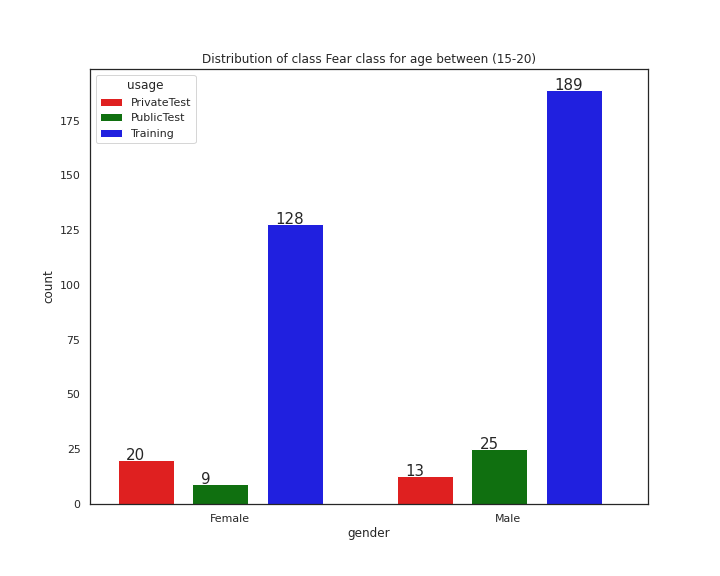 Distribution of class Fear class for age between (15-20)
usage
PrivateTest
PublicTest
Training
189
128
20
9
13
25
175
150
125
100
75
50
25
0
count
Female
Male
gender